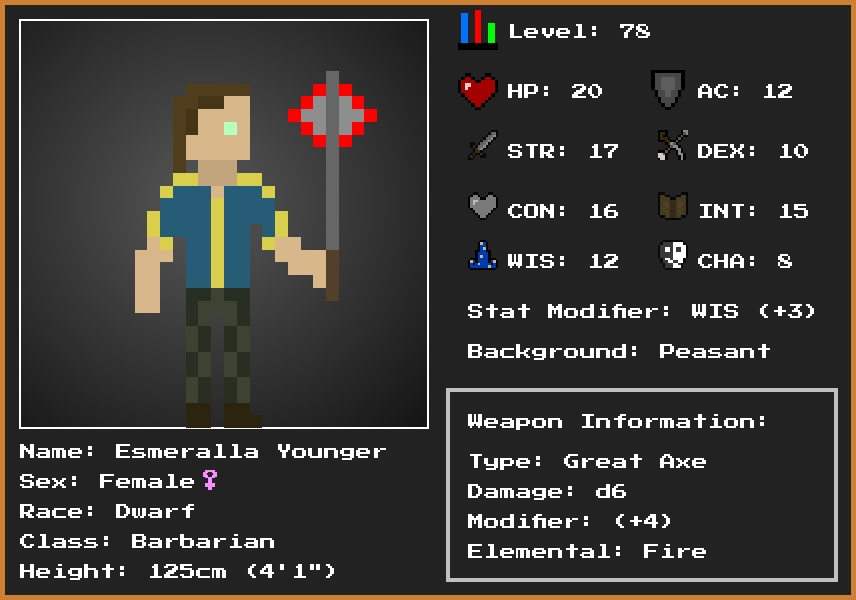 Level: 78
HP: 20 AC: 12
STR: 17 DEX: 10
CON: 16 INT: 15
WIS: 12 CHA: 8
Stat Modifier: WIS (+3)
Background: Peasant
Weapon Information:
Type: Great Axe
Damage: d6
Modifier: (+4)
Elemental: Fire
Name: Esmeralla Younger
Sex: Female♀
Race: Dwarf
Class: Barbarian
Height: 125cm (4'1")